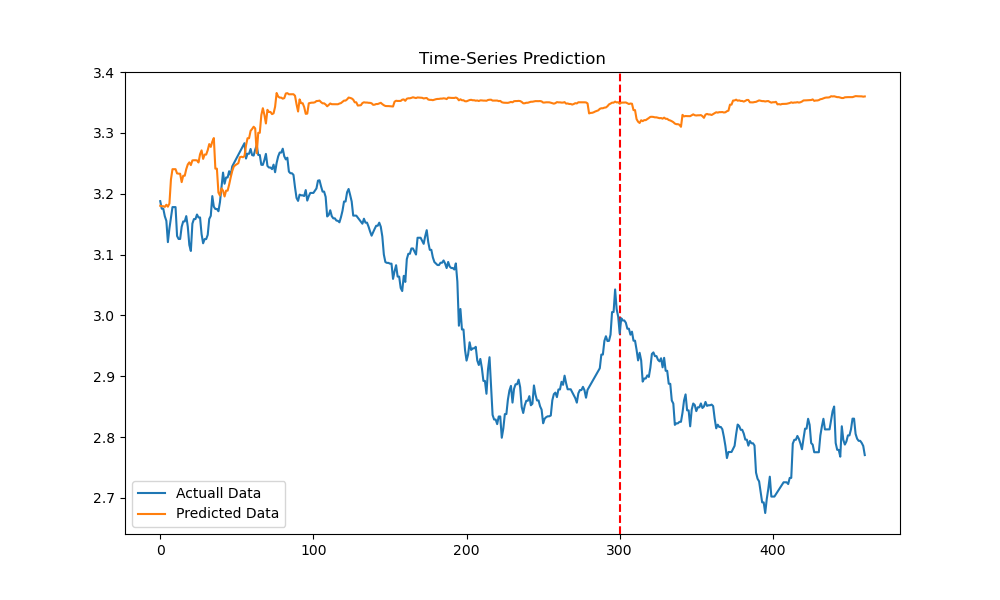 Time-Series Prediction
3.4
3.3
3.2
3.1
3.0
2.9
2.8
2.7
Actuall Data
Predicted Data
0 100 200 300 400